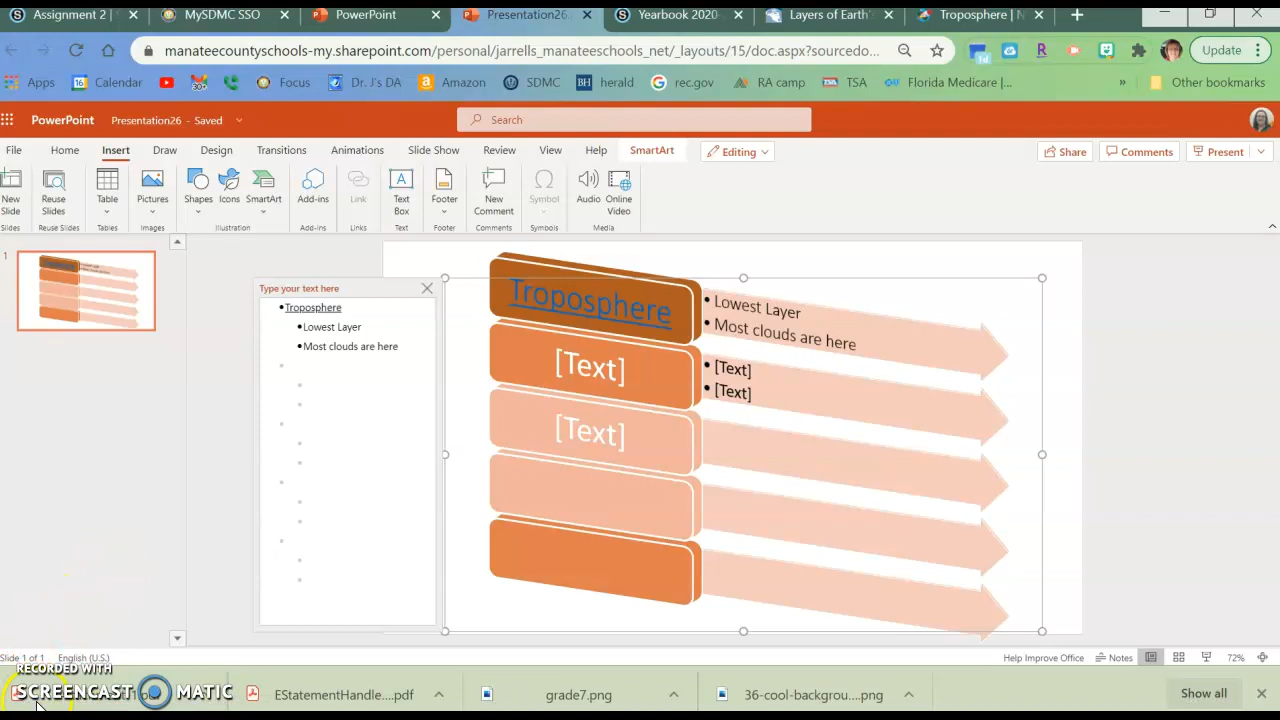 Assignment 2 |
MySDMC SSO
PowerPoint
Presentation26.
Yearbook 2020-
Layers of Earth's
Troposphere | N
manateecountyschools-my.sharepoint.com/personal/jarrells_manateeschools_net/_layouts/15/doc.aspx?sourcedo...
1d
Update
Apps
16 Calendar
30P
Focus
Dr. J's DA
Amazon
SDMC
BH herald
rec.gov
RA camp
TSA TSA
Florida Medicare |...
»
Other bookmarks
PowerPoint
Presentation26 - Saved
Search
File Home Insert Draw Design Slide Show Transitions Animations Review View Help SmartArt
Editing
Share
Comments
Present
New Slide
Reuse Slides
Table
Pictures
Shapes
Icons
SmartArt
Add-ins
Link
Text Box
Footer
New Comment
Symbol
Audio
Online Video
Slides
Reuse Slides
Tables
Images
Illustration
Add-ins
Links
Text
Footer
Comments
Symbols
Media
1
Type your text here
•Troposphere
•Lowest Layer
•Most clouds are here
Troposphere
• Lowest Layer
• Most clouds are here
[Text]
• [Text]
• [Text]
[Text]
Slide 1 of 1
English (U.S.)
Help Improve Office
Notes
72%
RECORDED WITH
SCREENCAST MATIC
EStatementHandle....pdf
grade7.png
36-cool-backgrou....png
Show all